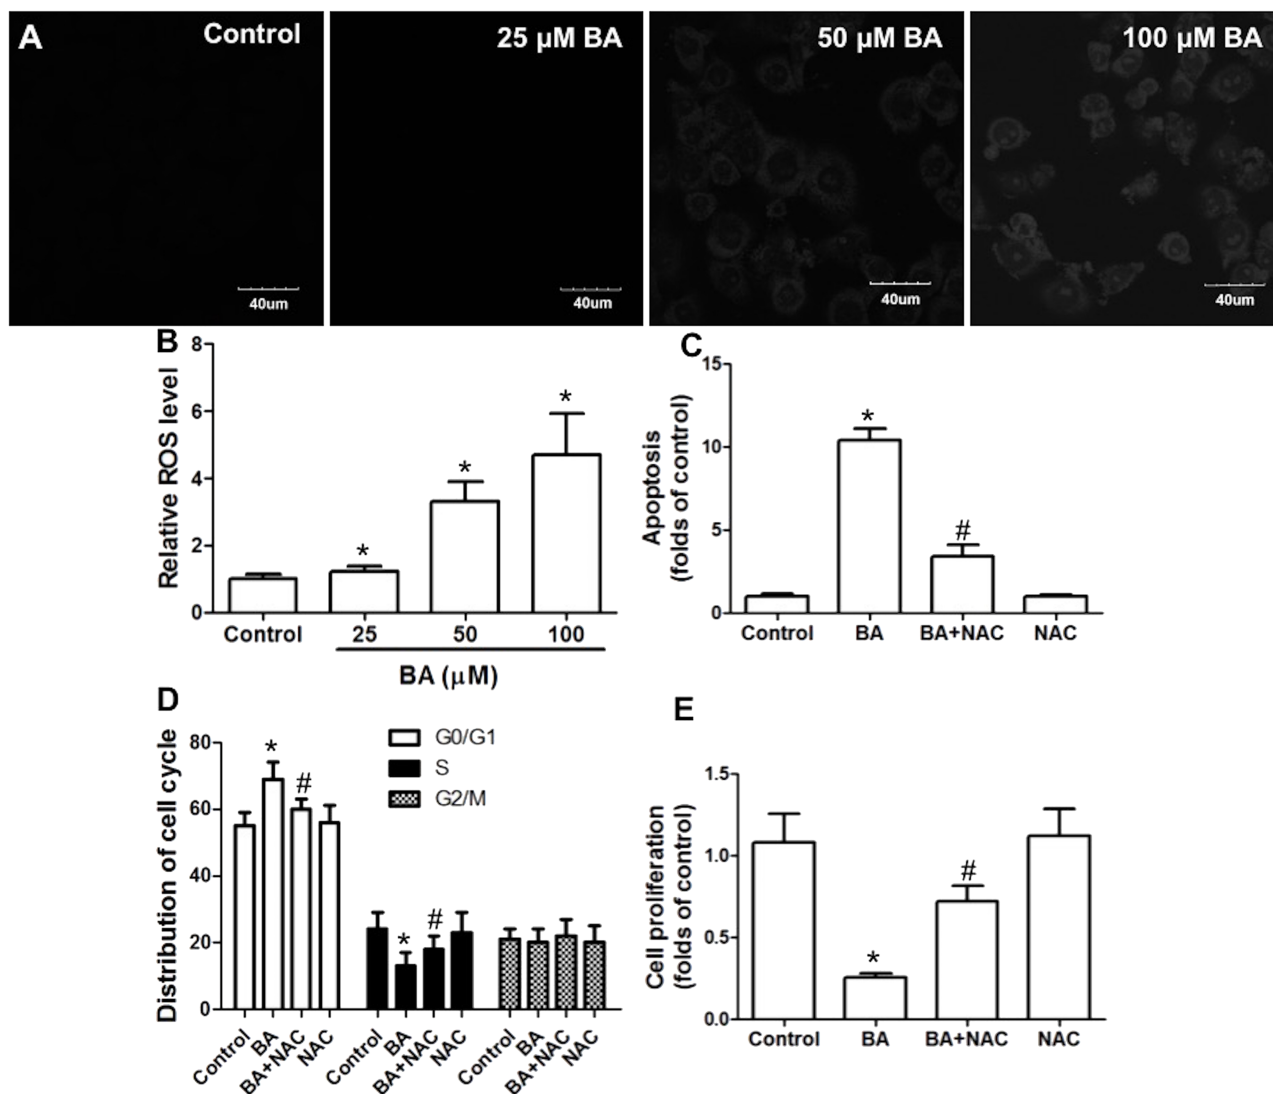 A
Control
25 µM BA
50 µM BA
100 µM BA
40um
40um
40um
40um
B
Relative ROS level
8
6
4
2
0
*
*
*
Control
25
50
100
BA (µM)
C
Apoptosis
(folds of control)
15
10
5
0
*
#
Control
BA
BA+NAC
NAC
D
Distribution of cell cycle
80
60
40
20
0
G0/G1
S
G2/M
*
#
*
#
Control
BA
BA+NAC
NAC
Control
BA
BA+NAC
NAC
Control
BA
BA+NAC
NAC
E
Cell proliferation
(folds of control)
1.5
1.0
0.5
0.0
*
#
Control
BA
BA+NAC
NAC